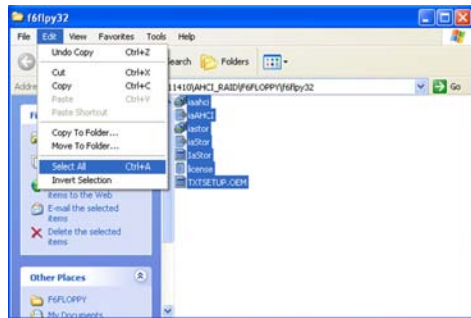 f6flpy32
File Edit View Favorites Tools Help
Undo Copy Ctrl+Z
Cut Ctrl+X
Copy Ctrl+C
Paste Ctrl+V
Paste Shortcut
Copy To Folder...
Move To Folder...
Select All Ctrl+A
Invert Selection
earch Folders
Address 11410\AHCI_RAID\F6FLOPPY\f6flpy32 Go
iaahci
iaAHCI
iastor
iaStor
IaStor
license
TXTSETUP.OEM
items to the Web
E-mail the selected
items
Delete the selected
items
Other Places
F6FLOPPY
My Documents